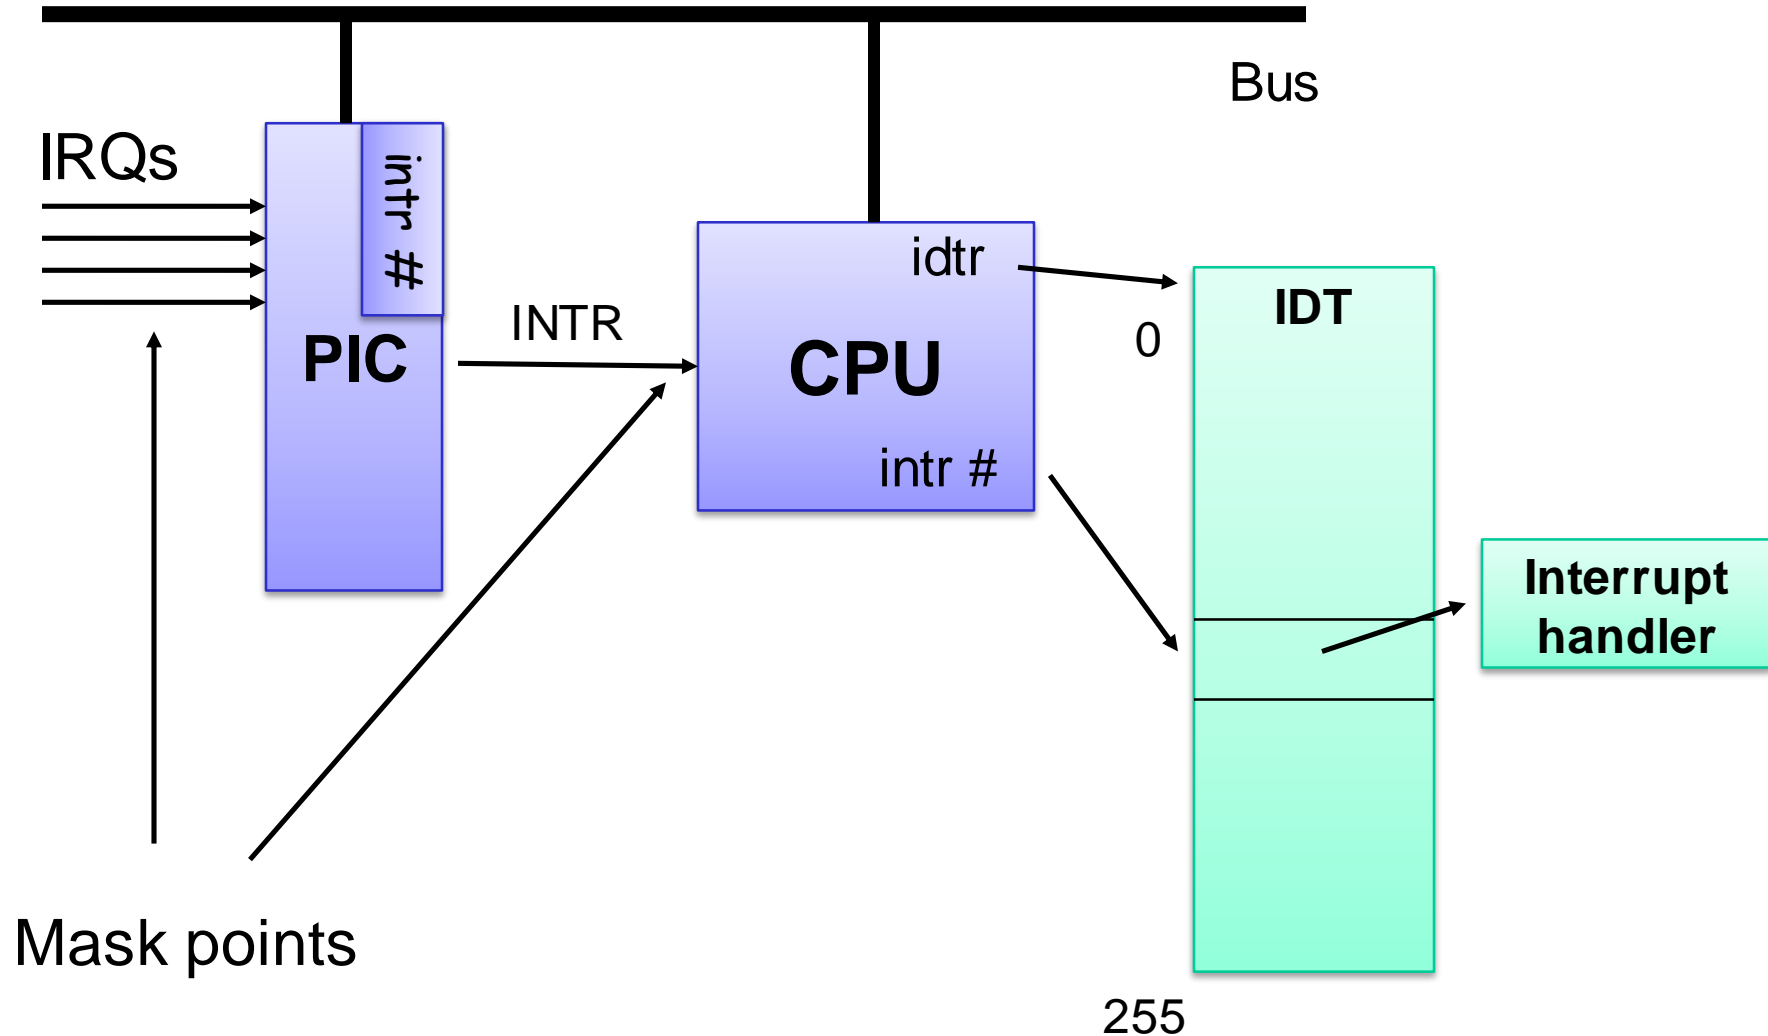 Bus
IRQs
intr #
PIC
INTR
idtr
CPU
intr #
0
IDT
Interrupt
handler
Mask points
255